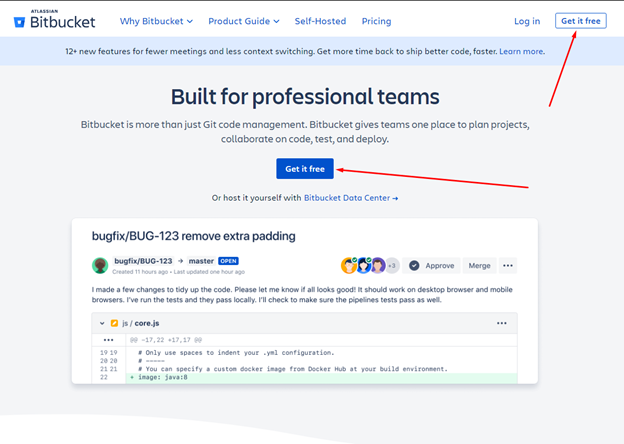 ATLASSIAN
Bitbucket
Why Bitbucket Product Guide Self-Hosted Pricing Log in Get it free
12+ new features for fewer meetings and less context switching. Get more time back to ship better code, faster. Learn more.
Built for professional teams
Bitbucket is more than just Git code management. Bitbucket gives teams one place to plan projects,
collaborate on code, test, and deploy.
Get it free
Or host it yourself with Bitbucket Data Center →
bugfix/BUG-123 remove extra padding
bugfix/BUG-123 → master OPEN
+3 Approve Merge •••
Created 11 hours ago • Last updated one hour ago
I made a few changes to tidy up the code. Please let me know if all looks good! It should work on desktop browser and mobile
browsers. I've run the tests and they pass locally. I'll check to make sure the pipelines tests pass as well.
js / core.js •••
••• @@ -17,22 +17,17 @@
19 19 # Only use spaces to indent your .yml configuration.
20 20 # -----
21 21 # You can specify a custom docker image from Docker Hub at your build environment.
22 + image: java:8